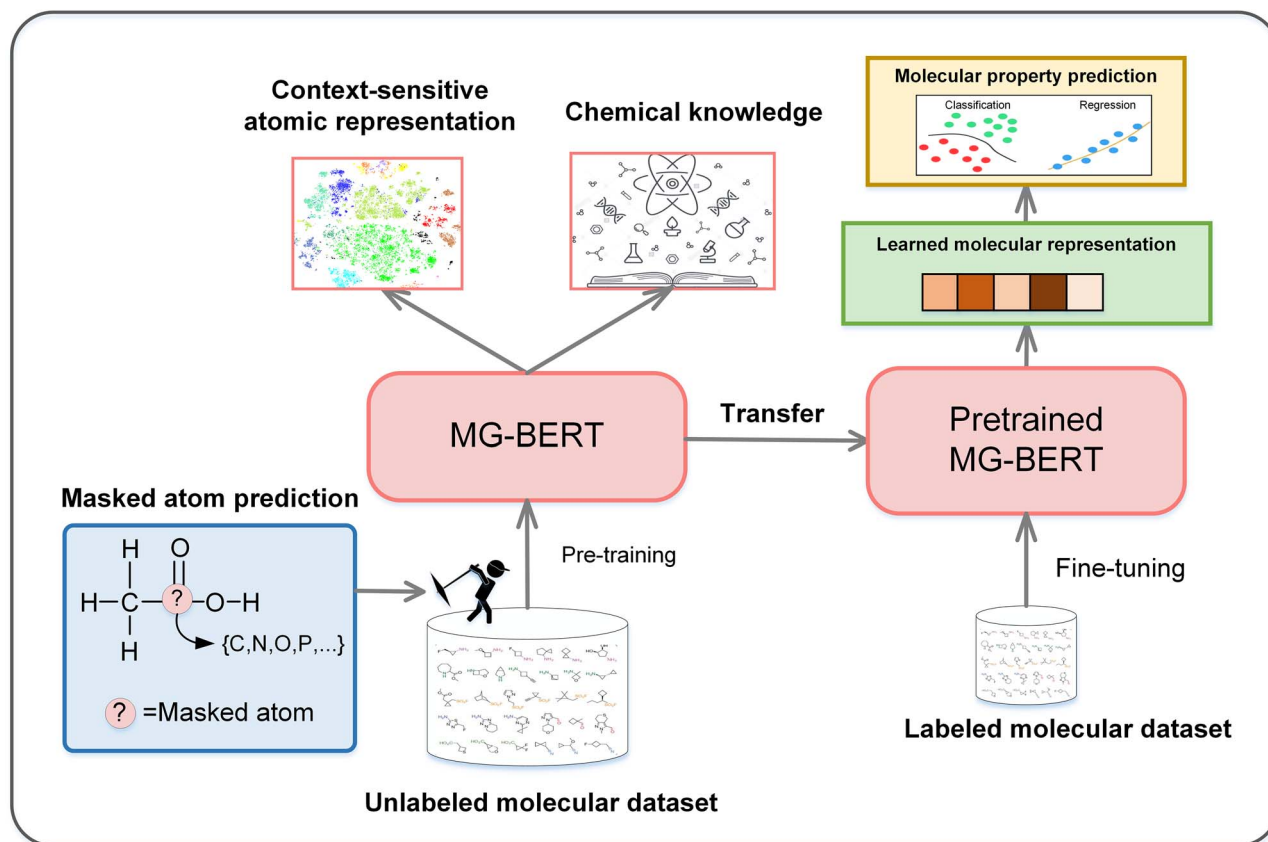 Context-sensitive
atomic representation
Chemical knowledge
Molecular property prediction
Classification
Regression
Learned molecular representation
MG-BERT
Transfer
Pretrained
MG-BERT
Masked atom prediction
H
O
H–C–?–O–H
H
{C,N,O,P,...}
? =Masked atom
Pre-training
Fine-tuning
Unlabeled molecular dataset
Labeled molecular dataset